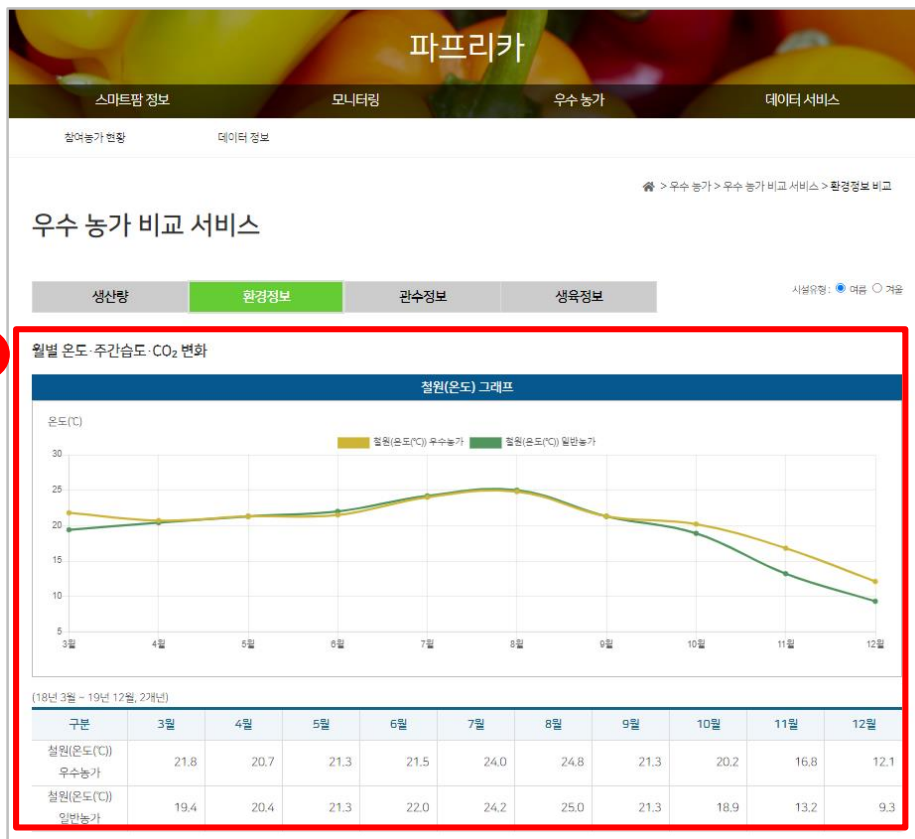 파프리카
스마트팜 정보 모니터링 우수 농가 데이터 서비스
참여농가 현황 데이터 정보
> 우수 농가 > 우수 농가 비교 서비스 > 환경정보 비교
우수 농가 비교 서비스
생산량 환경정보 관수정보 생육정보 시설유형: 여름 겨울
월별 온도·주간습도·CO₂ 변화
철원(온도) 그래프
온도(℃)
철원(온도(℃)) 우수농가 철원(온도(℃)) 일반농가
30
25
20
15
10
5
3월 4월 5월 6월 7월 8월 9월 10월 11월 12월
(18년 3월 ~ 19년 12월, 2개년)
구분 3월 4월 5월 6월 7월 8월 9월 10월 11월 12월
철원(온도(℃))
우수농가 21.8 20.7 21.3 21.5 24.0 24.8 21.3 20.2 16.8 12.1
철원(온도(℃))
일반농가 19.4 20.4 21.3 22.0 24.2 25.0 21.3 18.9 13.2 9.3